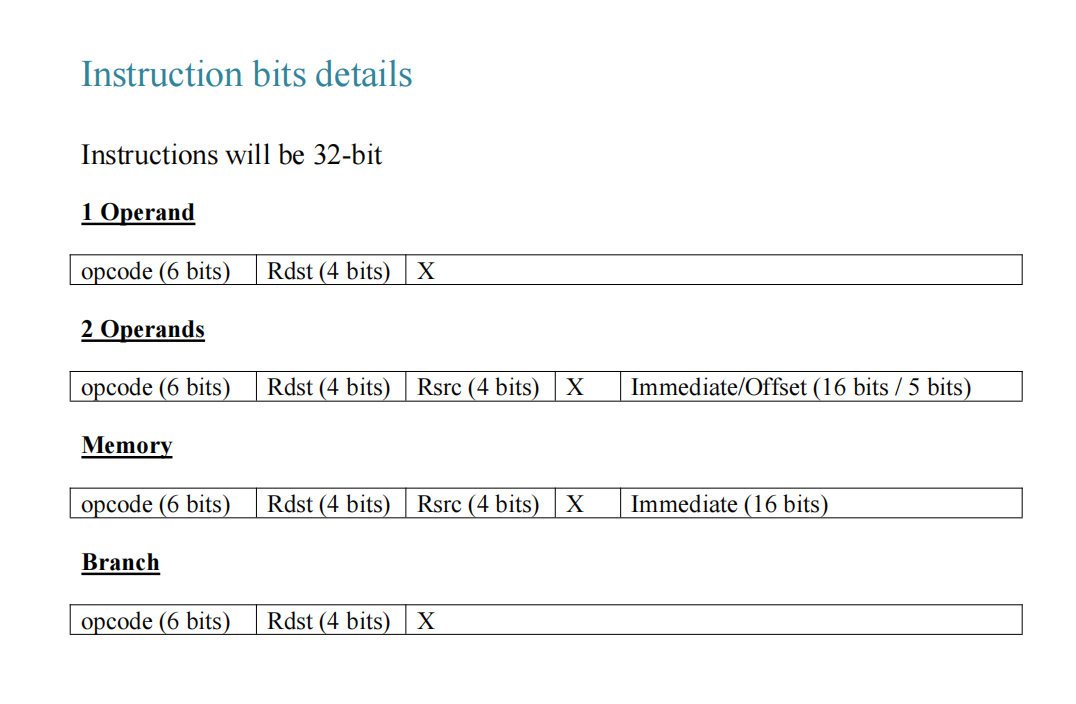 Instruction bits details
Instructions will be 32-bit
1 Operand
opcode (6 bits) Rdst (4 bits) X
2 Operands
opcode (6 bits) Rdst (4 bits) Rsrc (4 bits) X Immediate/Offset (16 bits / 5 bits)
Memory
opcode (6 bits) Rdst (4 bits) Rsrc (4 bits) X Immediate (16 bits)
Branch
opcode (6 bits) Rdst (4 bits) X